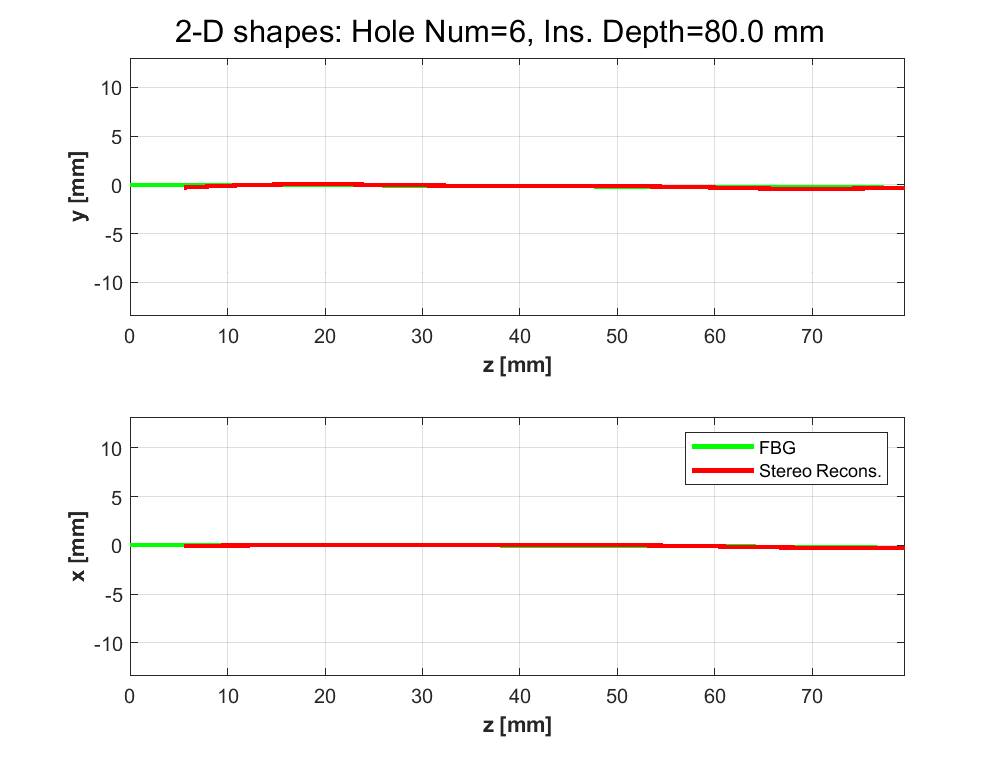 2-D shapes: Hole Num=6, Ins. Depth=80.0 mm
10
5
0
-5
-10
y [mm]
0 10 20 30 40 50 60 70
z [mm]
FBG
Stereo Recons.
10
5
0
-5
-10
x [mm]
0 10 20 30 40 50 60 70
z [mm]